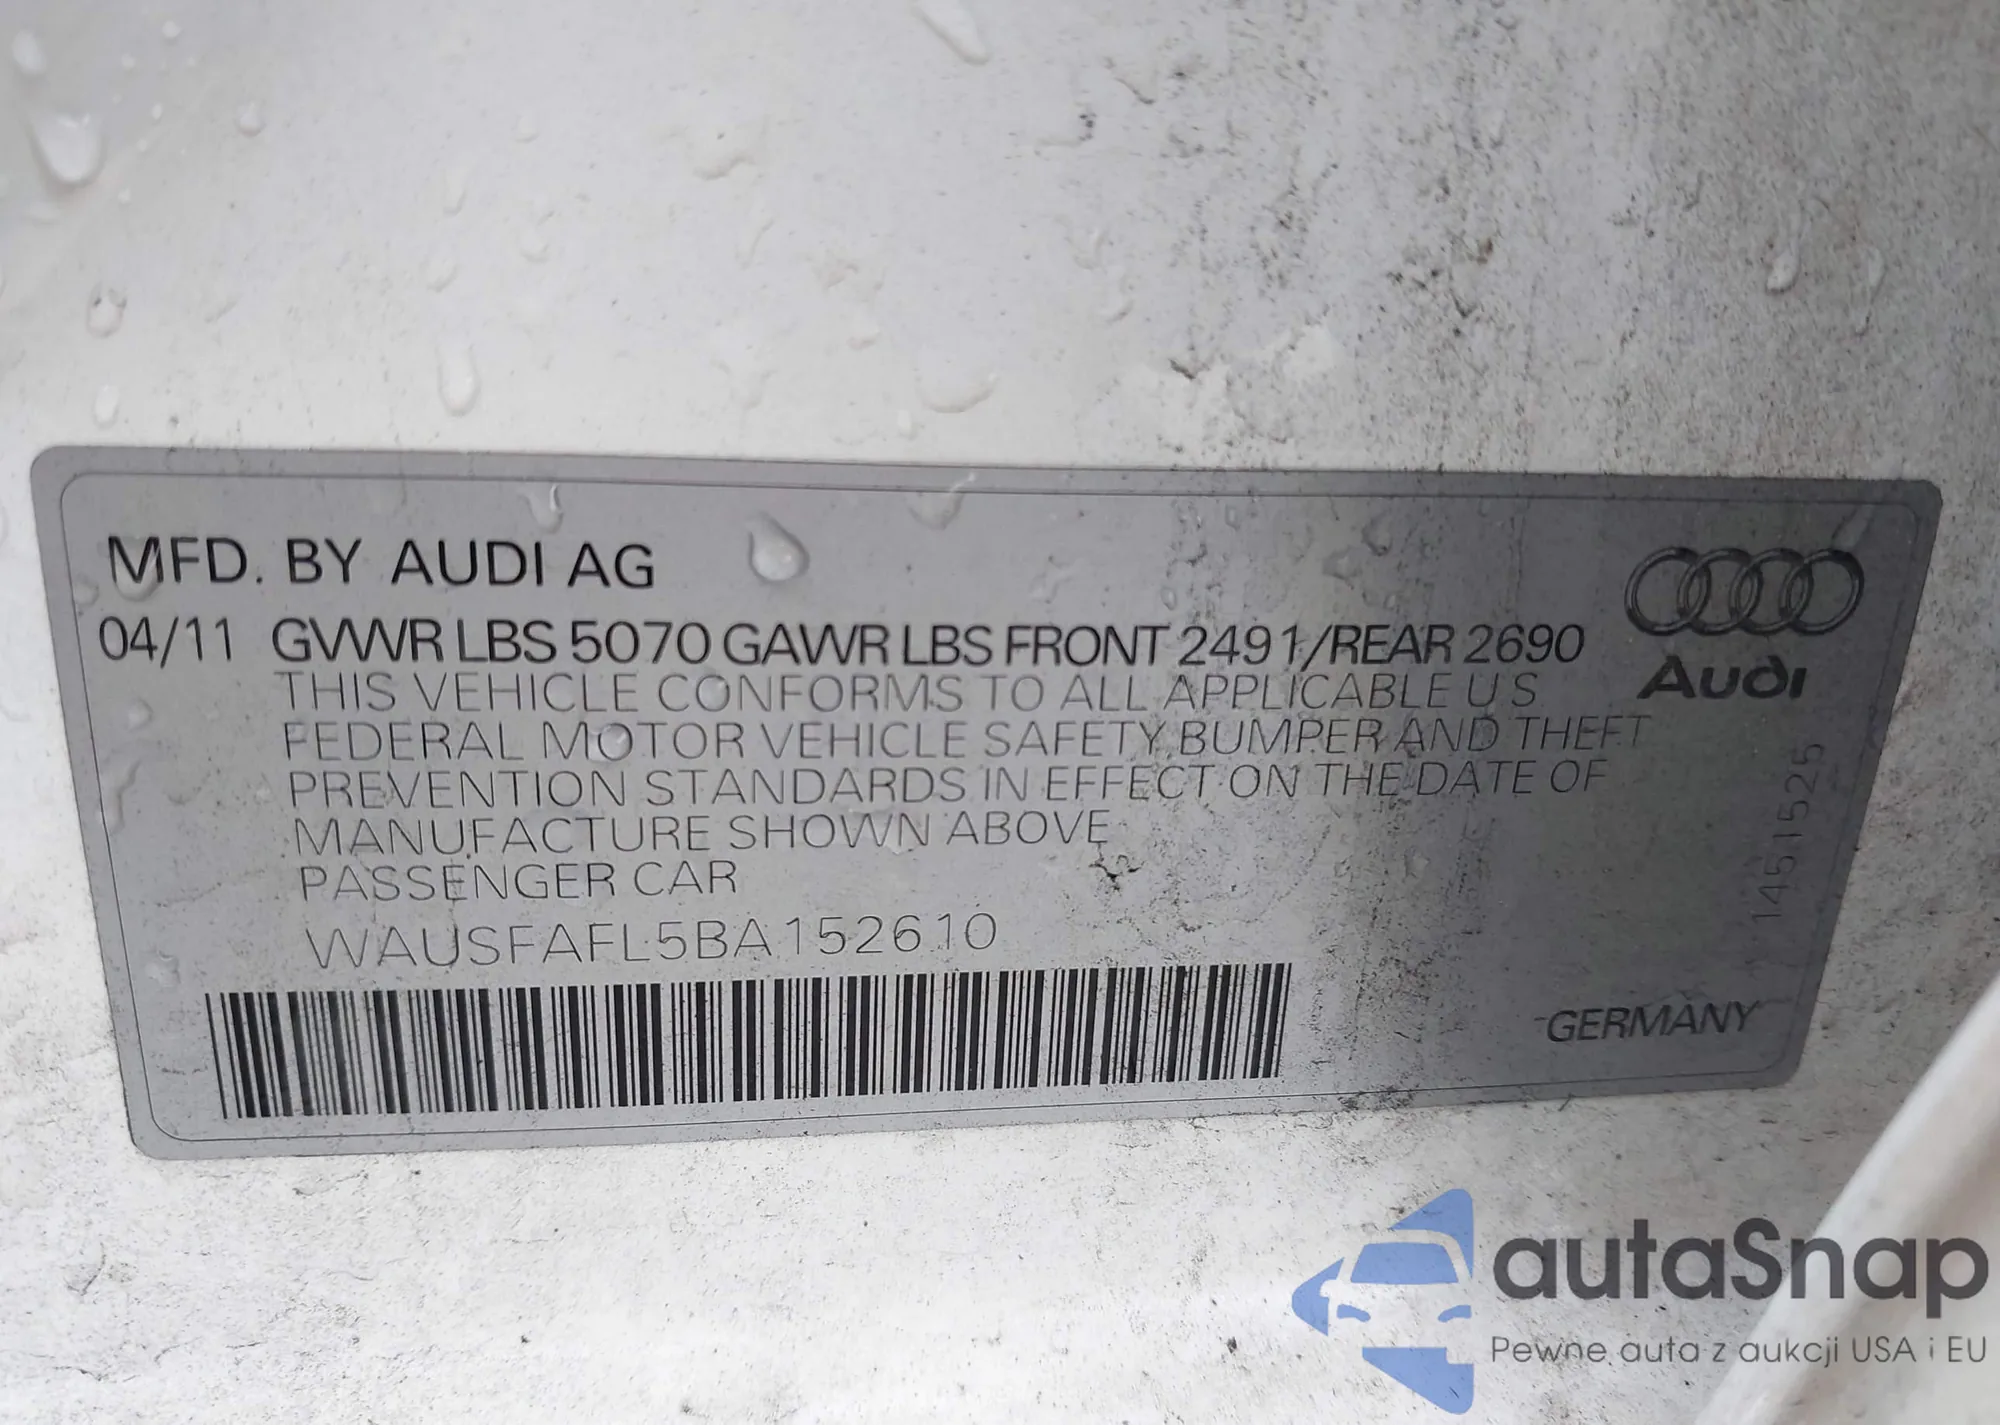 MFD. BY AUDI AG
04/11 GVWR LBS 5070 GAWR LBS FRONT 2491/REAR 2690
THIS VEHICLE CONFORMS TO ALL APPLICABLE U S
FEDERAL MOTOR VEHICLE SAFETY, BUMPER AND THEFT
PREVENTION STANDARDS IN EFFECT ON THE DATE OF
MANUFACTURE SHOWN ABOVE
PASSENGER CAR
WAUSFAFL5BA152610
Audi
1451525
GERMANY
autaSnap
Pewne auta z aukcji USA i EU